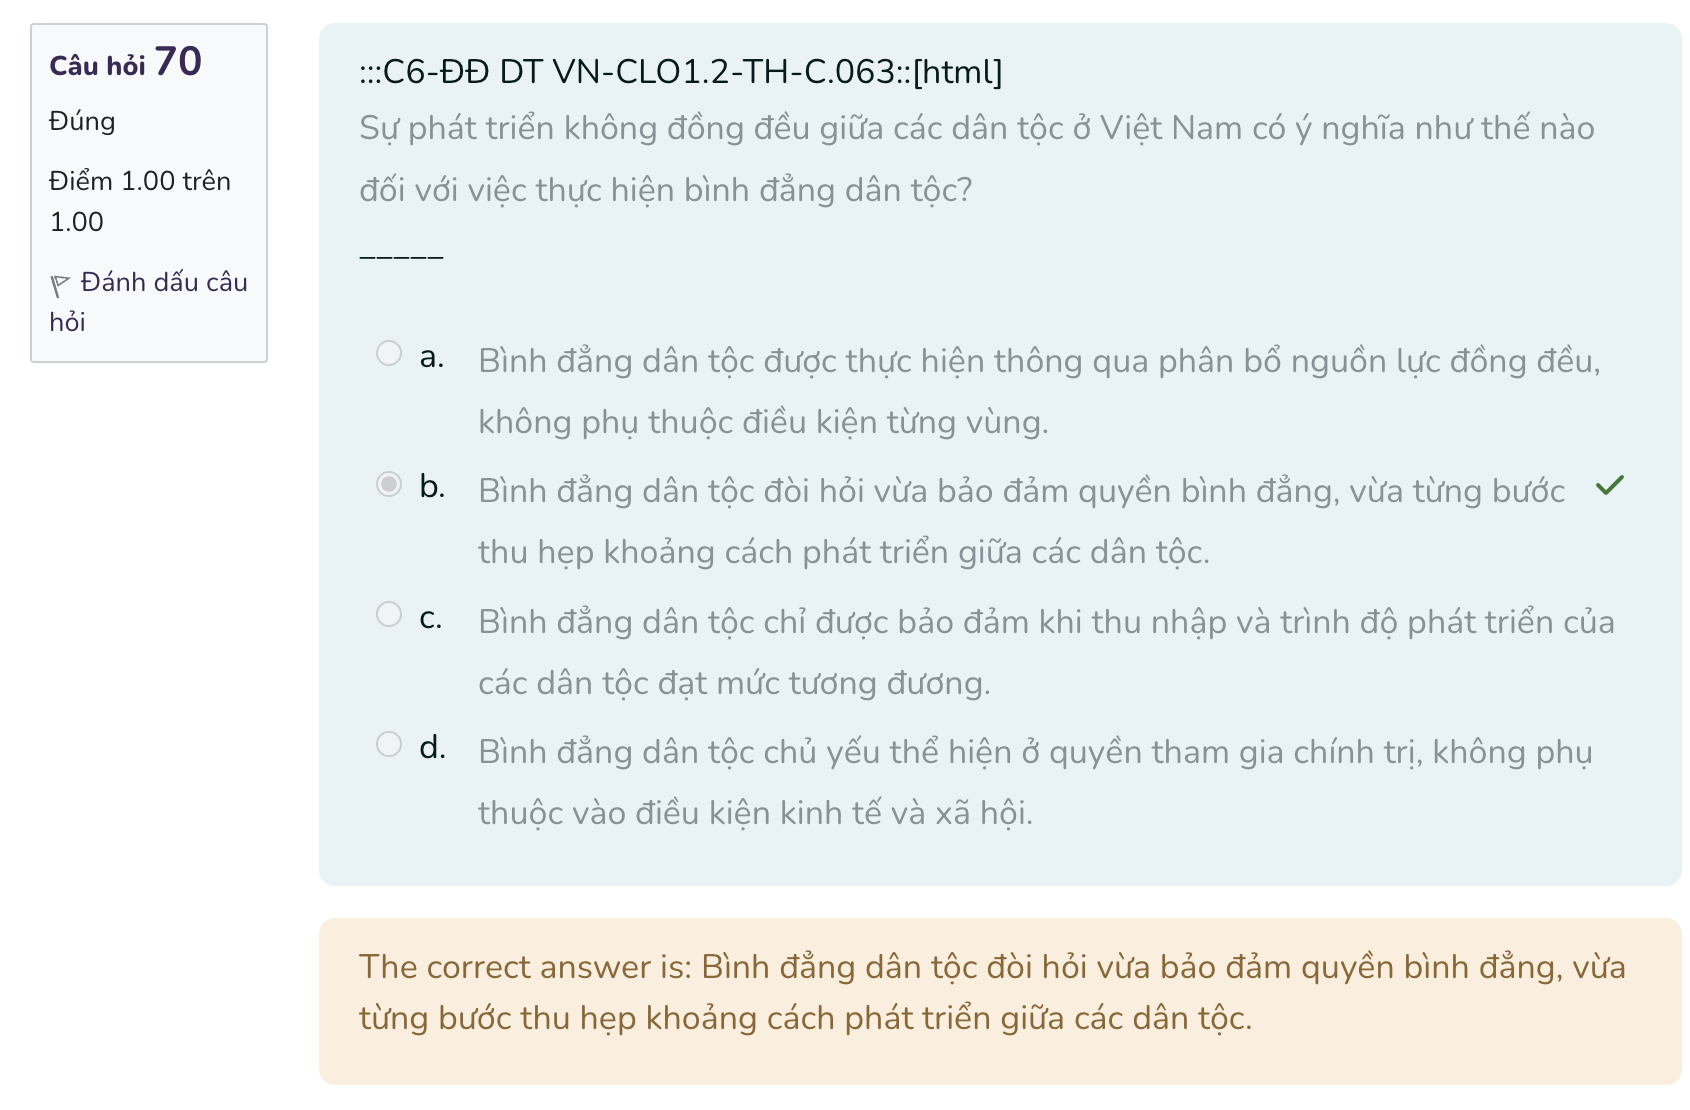 Câu hỏi 70
Đúng
Điểm 1.00 trên
1.00
Đánh dấu câu
hỏi
:::C6-ĐĐ DT VN-CLO1.2-TH-C.063::[html]
Sự phát triển không đồng đều giữa các dân tộc ở Việt Nam có ý nghĩa như thế nào
đối với việc thực hiện bình đẳng dân tộc?
_____
a. Bình đẳng dân tộc được thực hiện thông qua phân bổ nguồn lực đồng đều,
không phụ thuộc điều kiện từng vùng.
b. Bình đẳng dân tộc đòi hỏi vừa bảo đảm quyền bình đẳng, vừa từng bước
thu hẹp khoảng cách phát triển giữa các dân tộc.
c. Bình đẳng dân tộc chỉ được bảo đảm khi thu nhập và trình độ phát triển của
các dân tộc đạt mức tương đương.
d. Bình đẳng dân tộc chủ yếu thể hiện ở quyền tham gia chính trị, không phụ
thuộc vào điều kiện kinh tế và xã hội.
The correct answer is: Bình đẳng dân tộc đòi hỏi vừa bảo đảm quyền bình đẳng, vừa
từng bước thu hẹp khoảng cách phát triển giữa các dân tộc.